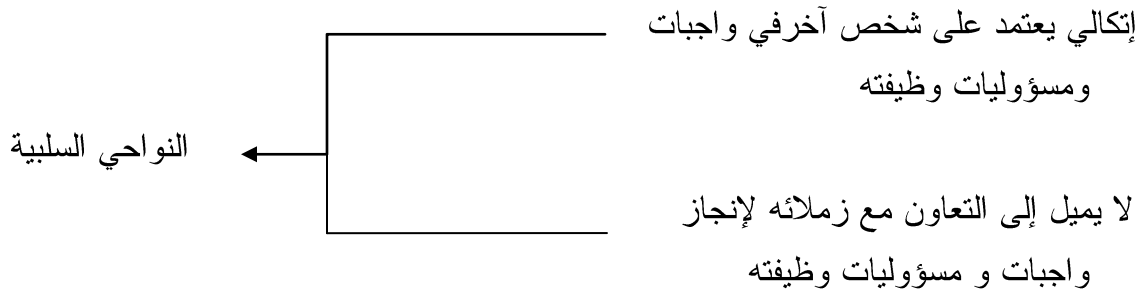 إتكالي يعتمد على شخص آخرفي واجبات
ومسؤوليات وظيفته
النواحي السلبية
لا يميل إلى التعاون مع زملائه لإنجاز
واجبات و مسؤوليات وظيفته